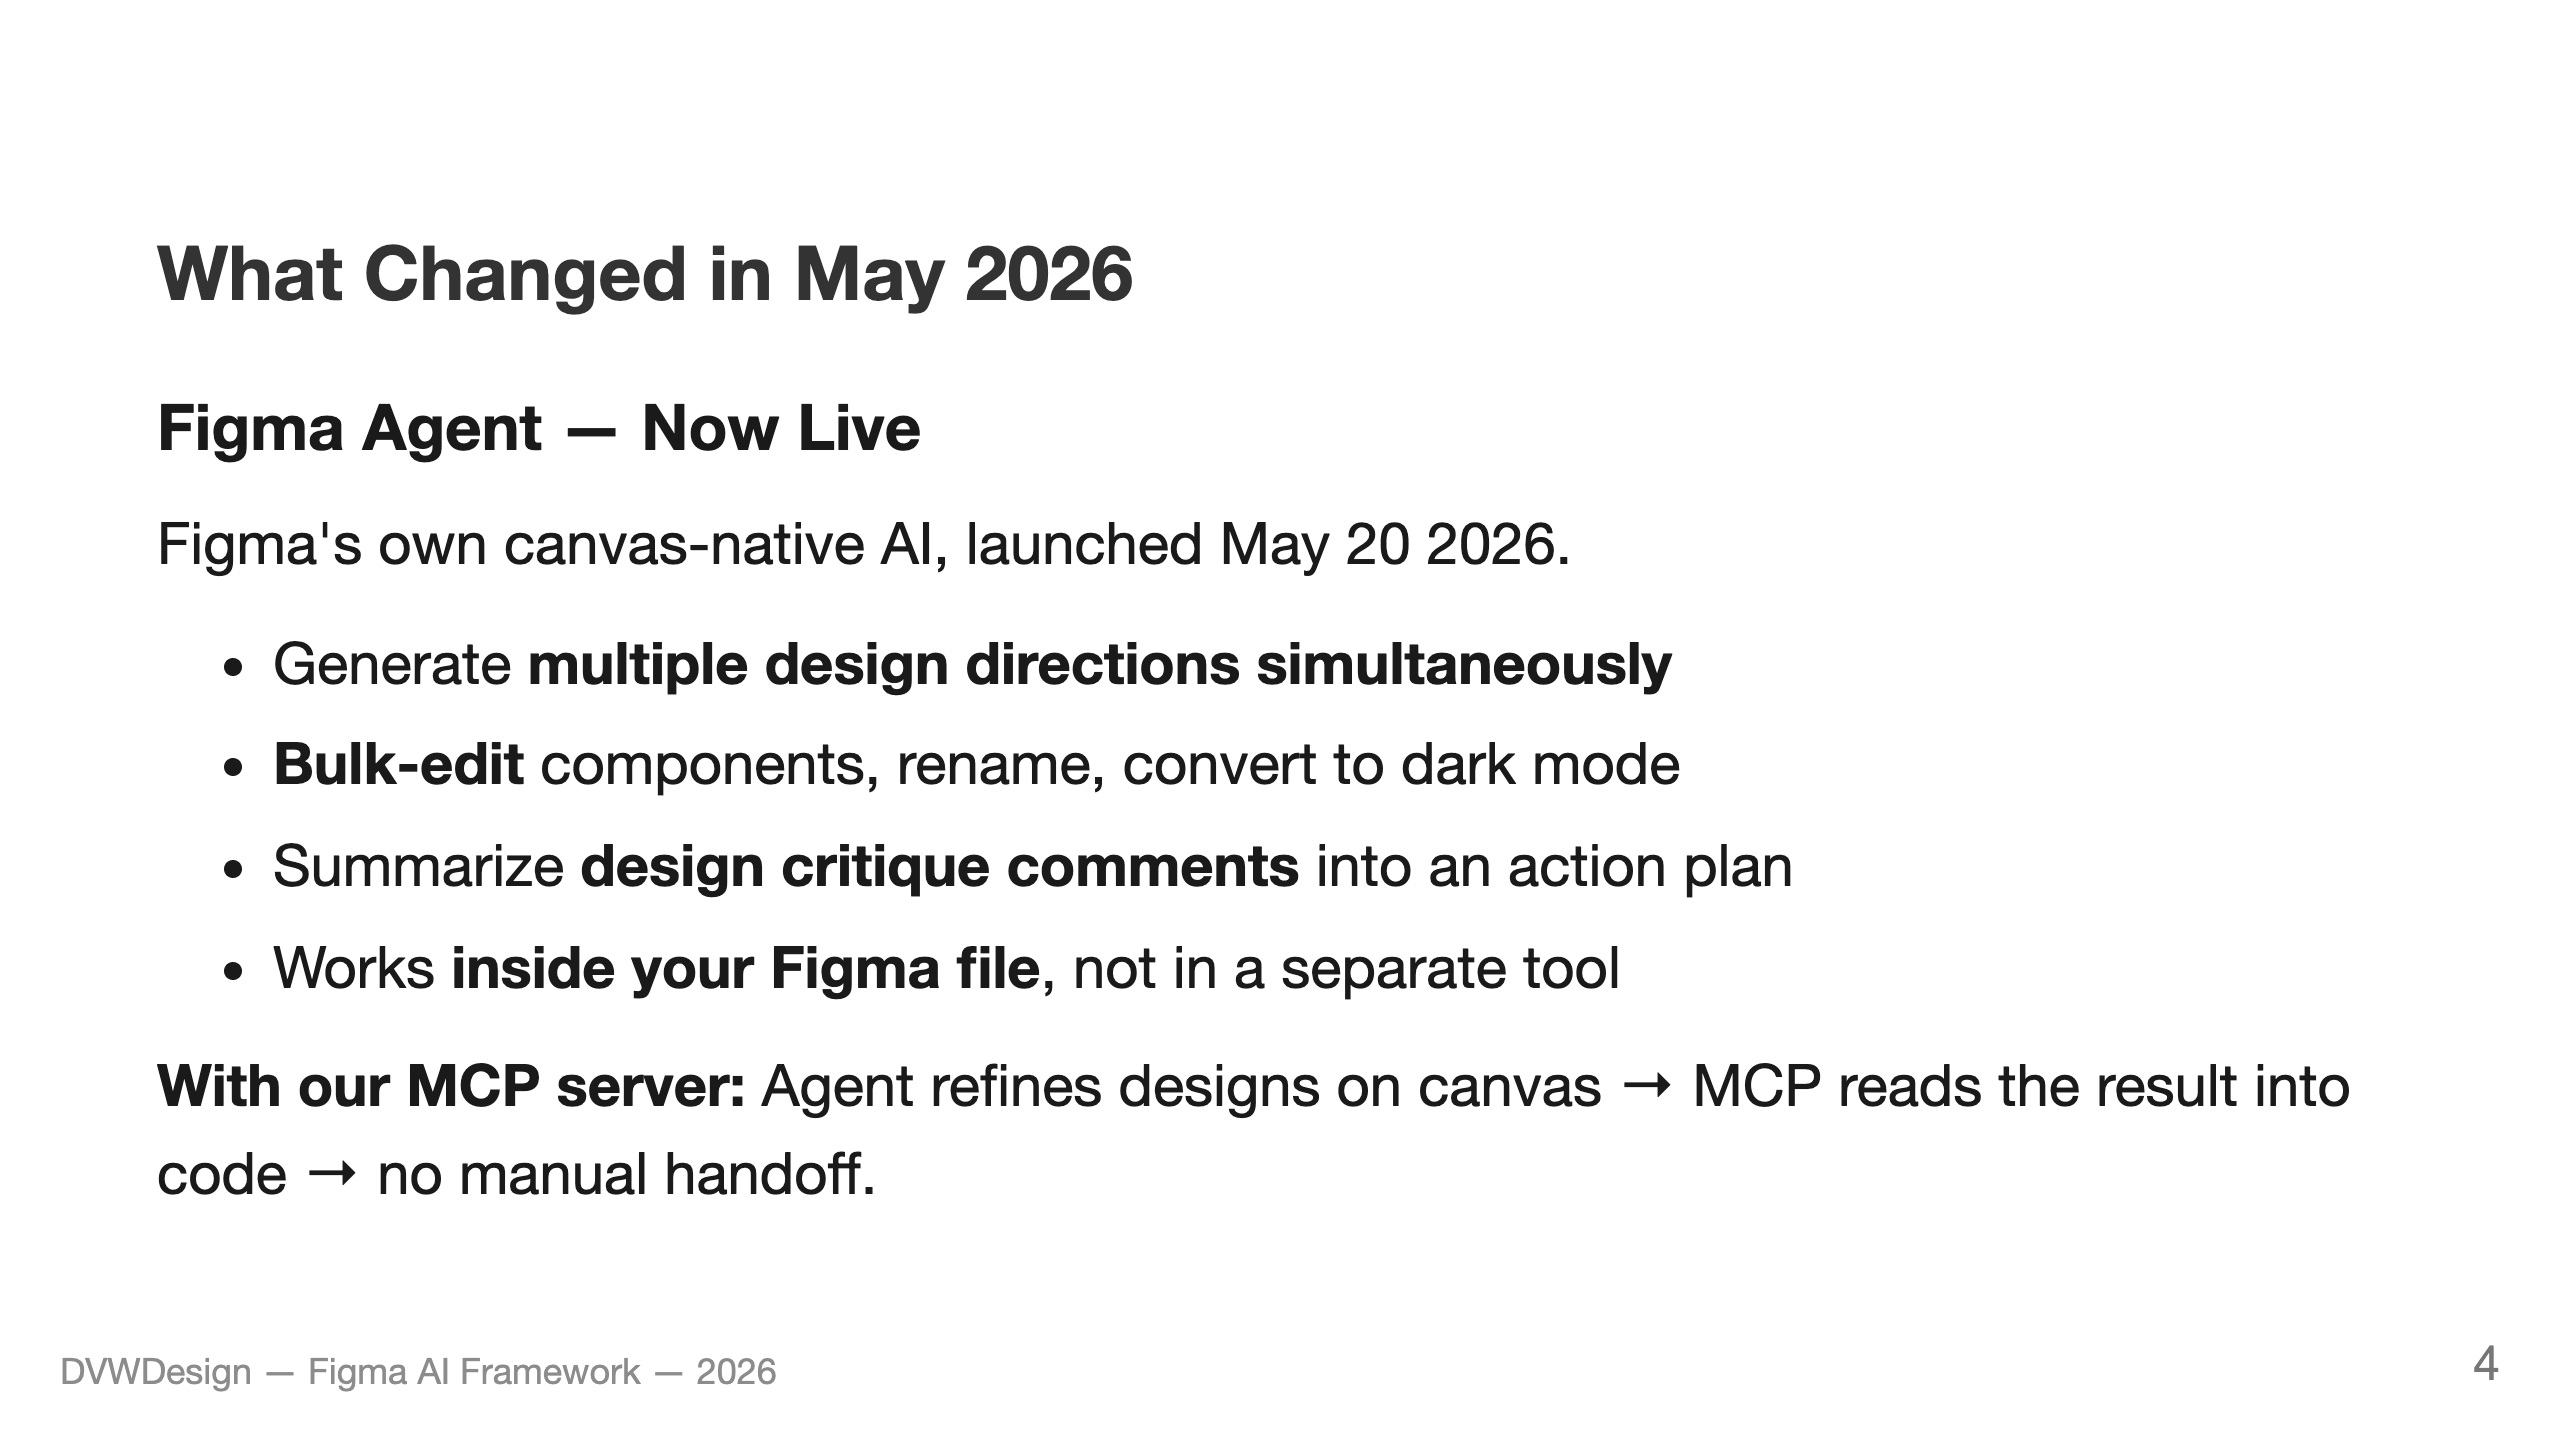 What Changed in May 2026
Figma Agent — Now Live
Figma's own canvas-native AI, launched May 20 2026.
• Generate multiple design directions simultaneously
• Bulk-edit components, rename, convert to dark mode
• Summarize design critique comments into an action plan
• Works inside your Figma file, not in a separate tool
With our MCP server: Agent refines designs on canvas → MCP reads the result into
code → no manual handoff.
DVWDesign — Figma AI Framework — 2026
4